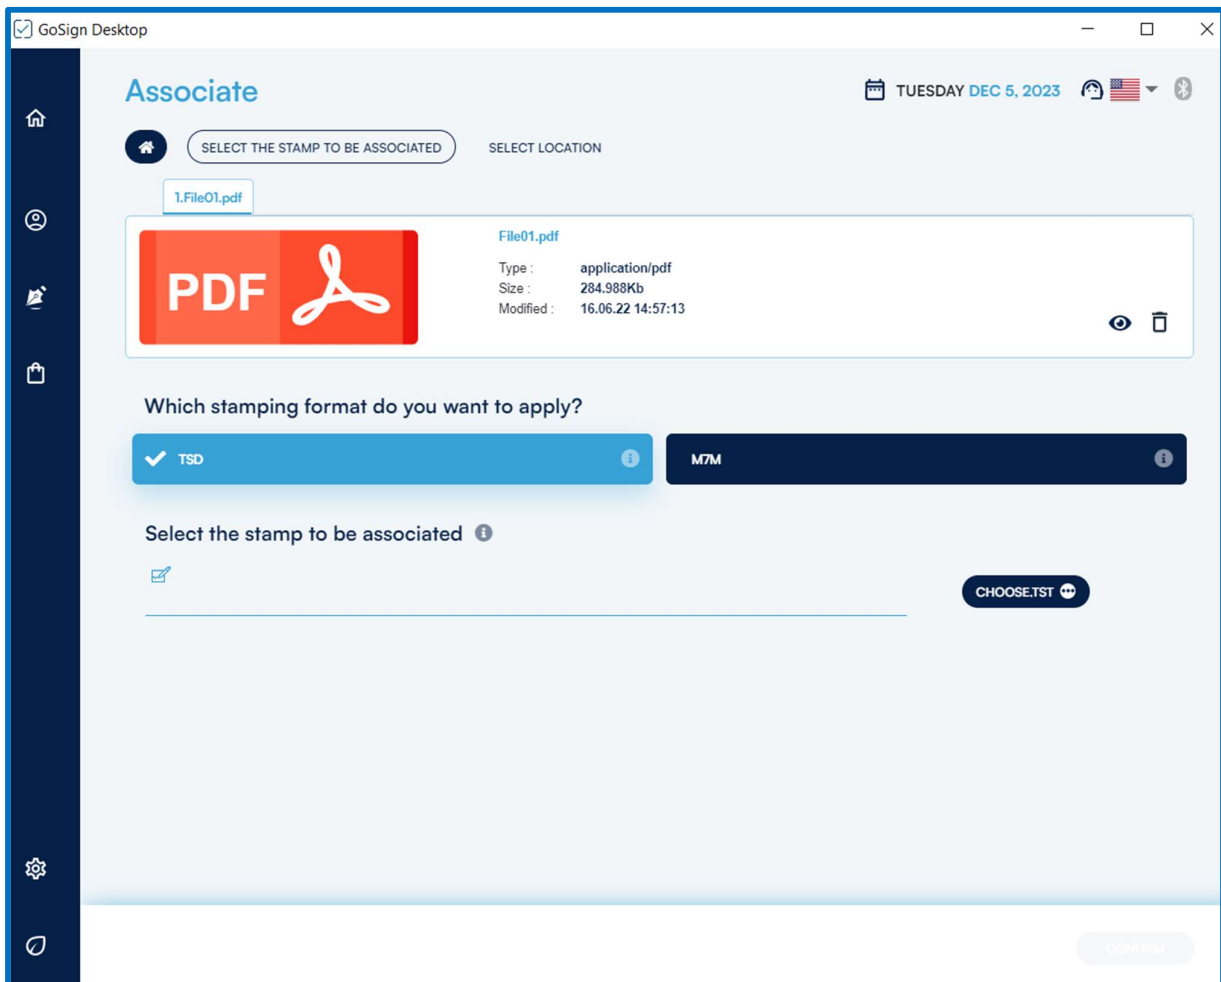 GoSign Desktop
Associate
TUESDAY DEC 5, 2023
SELECT THE STAMP TO BE ASSOCIATED
SELECT LOCATION
1.File01.pdf
PDF
File01.pdf
Type : application/pdf
Size : 284.988Kb
Modified : 16.06.22 14:57:13
Which stamping format do you want to apply?
TSD
M7M
Select the stamp to be associated
CHOOSE.TST
CONFIRM